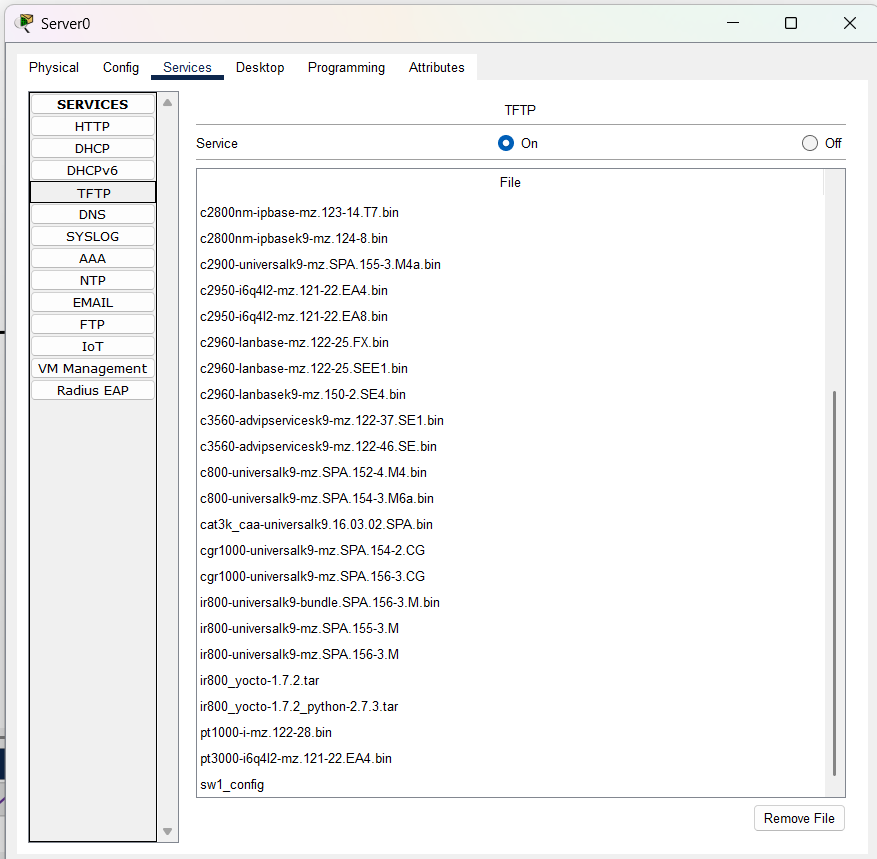 Server0
Physical Config Services Desktop Programming Attributes
SERVICES
HTTP
DHCP
DHCPv6
TFTP
DNS
SYSLOG
AAA
NTP
EMAIL
FTP
IoT
VM Management
Radius EAP
TFTP
Service On Off
File
c2800nm-ipbase-mz.123-14.T7.bin
c2800nm-ipbasek9-mz.124-8.bin
c2900-universalk9-mz.SPA.155-3.M4a.bin
c2950-i6q4l2-mz.121-22.EA4.bin
c2950-i6q4l2-mz.121-22.EA8.bin
c2960-lanbase-mz.122-25.FX.bin
c2960-lanbase-mz.122-25.SEE1.bin
c2960-lanbasek9-mz.150-2.SE4.bin
c3560-advipservicesk9-mz.122-37.SE1.bin
c3560-advipservicesk9-mz.122-46.SE.bin
c800-universalk9-mz.SPA.152-4.M4.bin
c800-universalk9-mz.SPA.154-3.M6a.bin
cat3k_caa-universalk9.16.03.02.SPA.bin
cgr1000-universalk9-mz.SPA.154-2.CG
cgr1000-universalk9-mz.SPA.156-3.CG
ir800-universalk9-bundle.SPA.156-3.M.bin
ir800-universalk9-mz.SPA.155-3.M
ir800-universalk9-mz.SPA.156-3.M
ir800_yocto-1.7.2.tar
ir800_yocto-1.7.2_python-2.7.3.tar
pt1000-i-mz.122-28.bin
pt3000-i6q4l2-mz.121-22.EA4.bin
sw1_config
Remove File